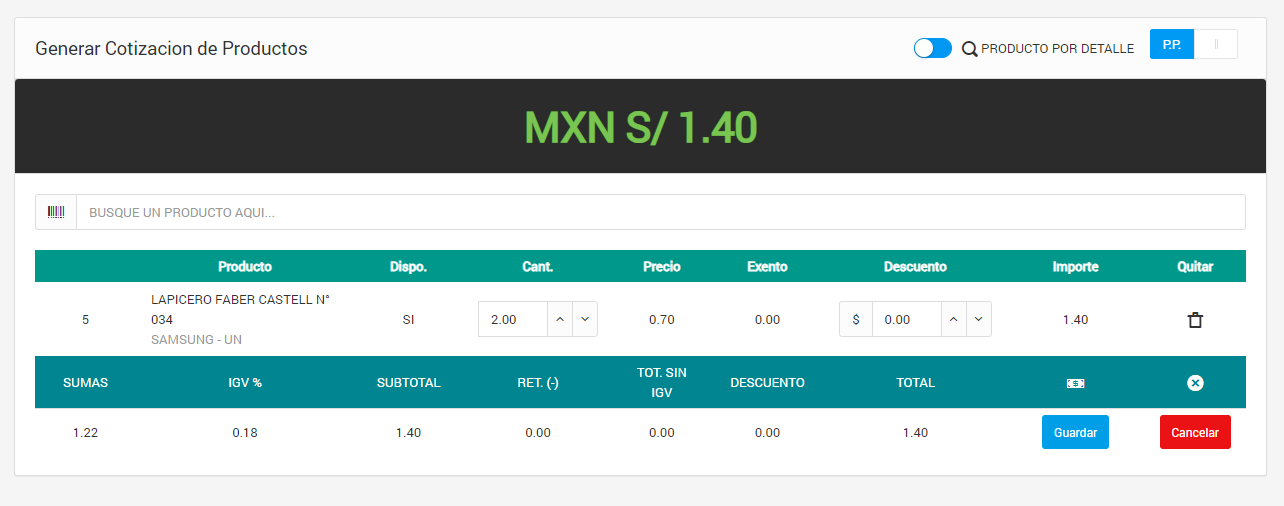 Generar Cotizacion de Productos
PRODUCTO POR DETALLE
P.P.
MXN S/ 1.40
BUSQUE UN PRODUCTO AQUI...
Producto Dispo. Cant. Precio Exento Descuento Importe Quitar
LAPICERO FABER CASTELL N°
5 034 SI 2.00 0.70 0.00 $ 0.00 1.40
SAMSUNG - UN
SUMAS IGV % SUBTOTAL RET. (-) TOT. SIN IGV DESCUENTO TOTAL
1.22 0.18 1.40 0.00 0.00 0.00 1.40 Guardar Cancelar